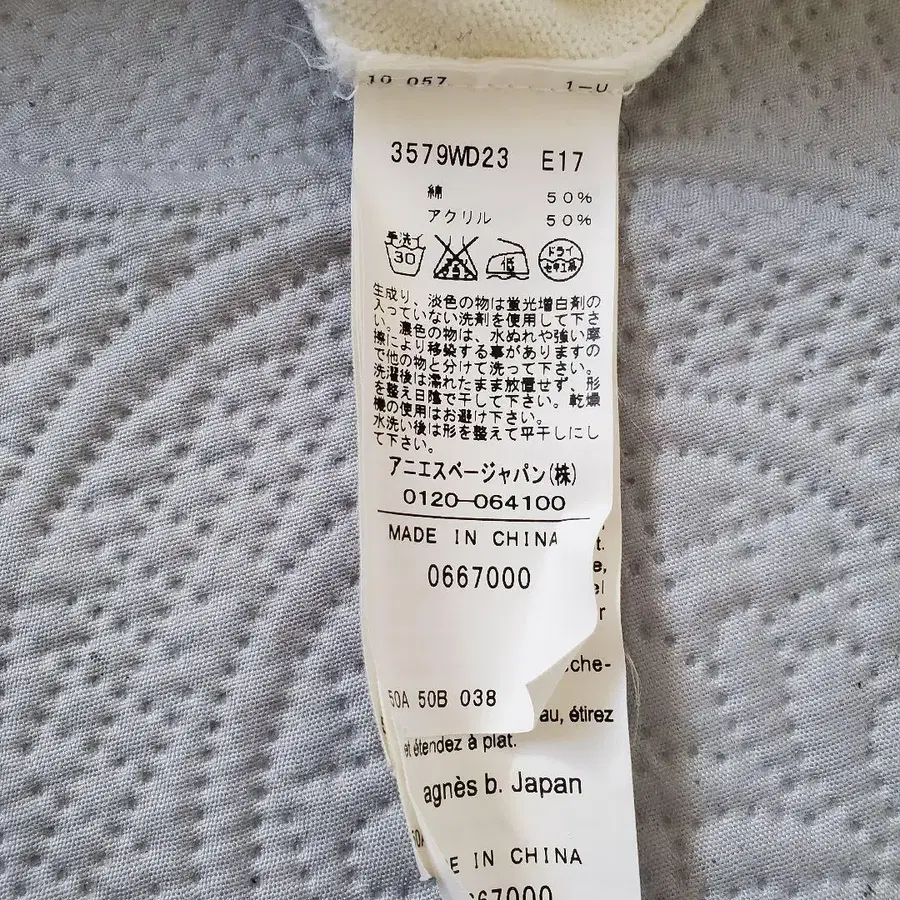 10 057 1-U
3579WD23 E17
綿 50%
アクリル 50%
手洗イ
30
低
ドライ
セキユ系
生成り、淡色の物は蛍光増白剤の
入っていない洗剤を使用して下さ
い。濃色の物は、水ぬれや強い摩
擦により移染する事がありますの
で他の物と分けて洗って下さい。
洗濯後は濡れたまま放置せず、形
を整え日陰で干して下さい。乾燥
機の使用はお避け下さい。
水洗い後は形を整えて平干しにし
て下さい。
アニエスベージャパン(株)
0120-064100
MADE IN CHINA
t.
e,
el
r
0667000
che-
50A 50B 038
au, étirez
et étendez à plat.
agnès b. Japan
E IN CHINA
667000